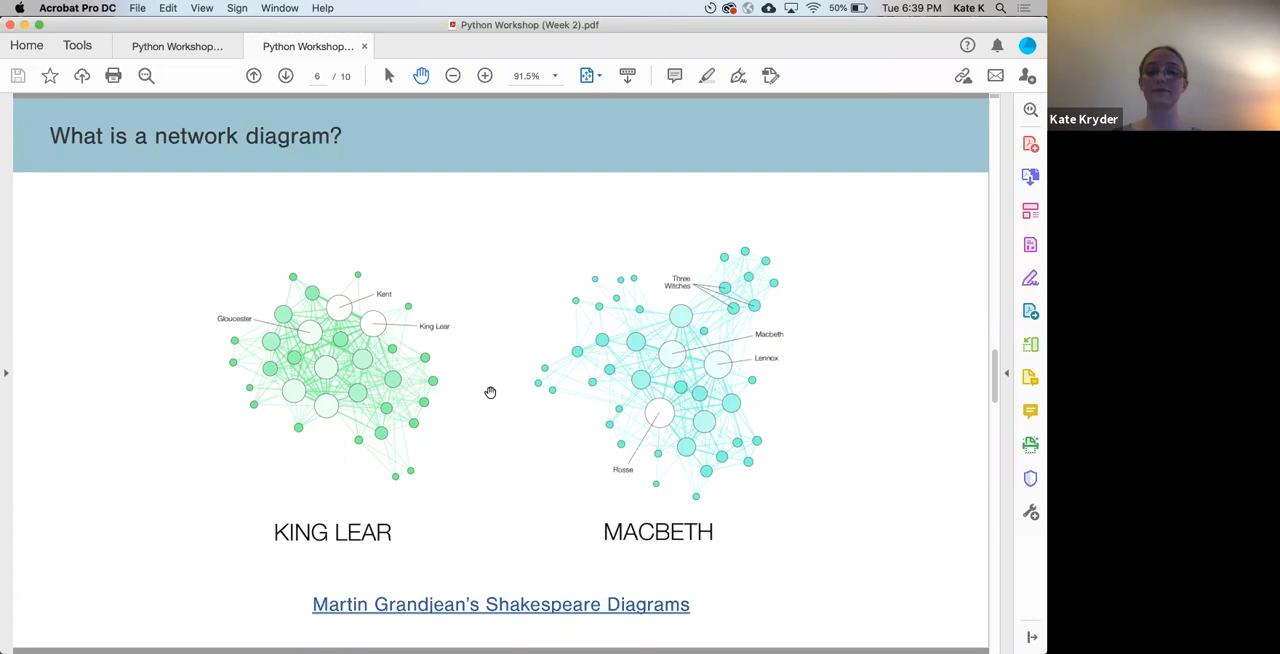 Acrobat Pro DC File Edit View Sign Window Help 50% Tue 6:39 PM Kate K
Python Workshop (Week 2).pdf
Home Tools Python Workshop... Python Workshop... ×
6 / 10 91.5%
Kate Kryder
What is a network diagram?
Kent
Gloucester
King Lear
Three
Witches
Macbeth
Lennox
Rosse
KING LEAR
MACBETH
Martin Grandjean's Shakespeare Diagrams